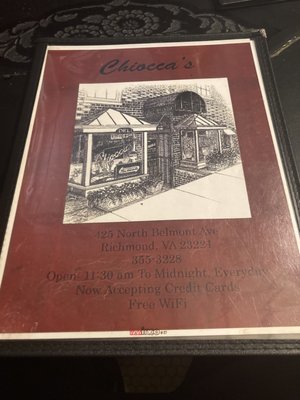 Chiocca's
DELI
425 North Belmont Ave
Richmond, VA 23221
355-3228
Open 11:30 am To Midnight, Everyday
Now Accepting Credit Cards
Free WiFi